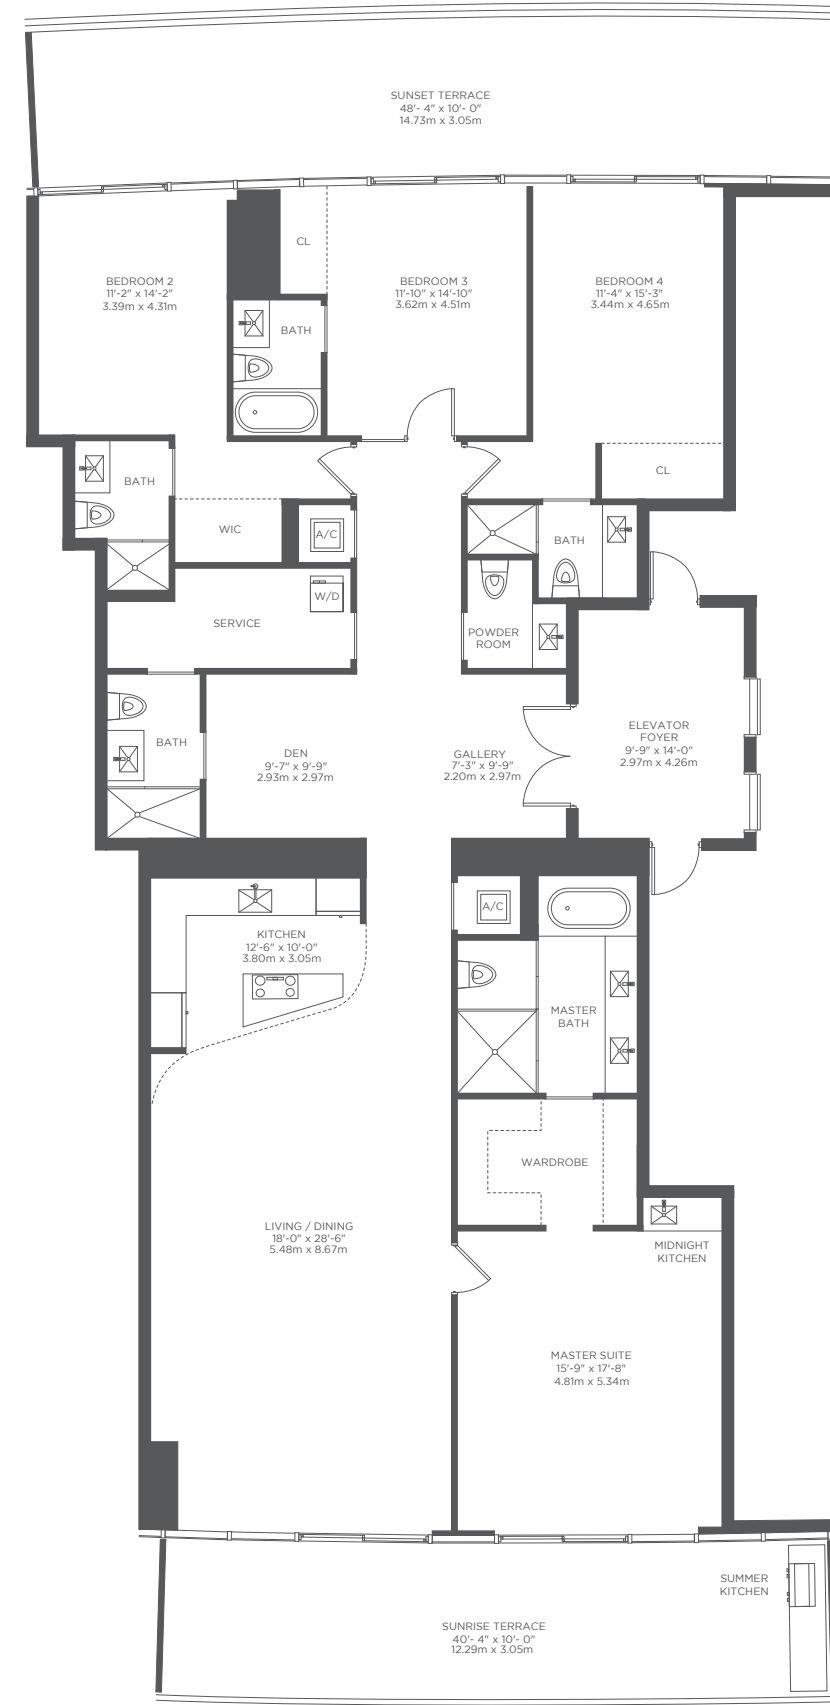 SUNSET TERRACE
48'- 4" x 10'- 0"
14.73m x 3.05m
CL
BEDROOM 2
11'-2" x 14'-2"
3.39m x 4.31m
BEDROOM 3
11'-10" x 14'-10"
3.62m x 4.51m
BEDROOM 4
11'-4" x 15'-3"
3.44m x 4.65m
BATH
BATH
CL
WIC
A/C
BATH
W/D
SERVICE
POWDER
ROOM
BATH
DEN
9'-7" x 9'-9"
2.93m x 2.97m
GALLERY
7'-3" x 9'-9"
2.20m x 2.97m
ELEVATOR
FOYER
9'-9" x 14'-0"
2.97m x 4.26m
A/C
KITCHEN
12'-6" x 10'-0"
3.80m x 3.05m
MASTER
BATH
WARDROBE
LIVING / DINING
18'-0" x 28'-6"
5.48m x 8.67m
MIDNIGHT
KITCHEN
MASTER SUITE
15'-9" x 17'-8"
4.81m x 5.34m
SUMMER
KITCHEN
SUNRISE TERRACE
40'- 4" x 10'- 0"
12.29m x 3.05m